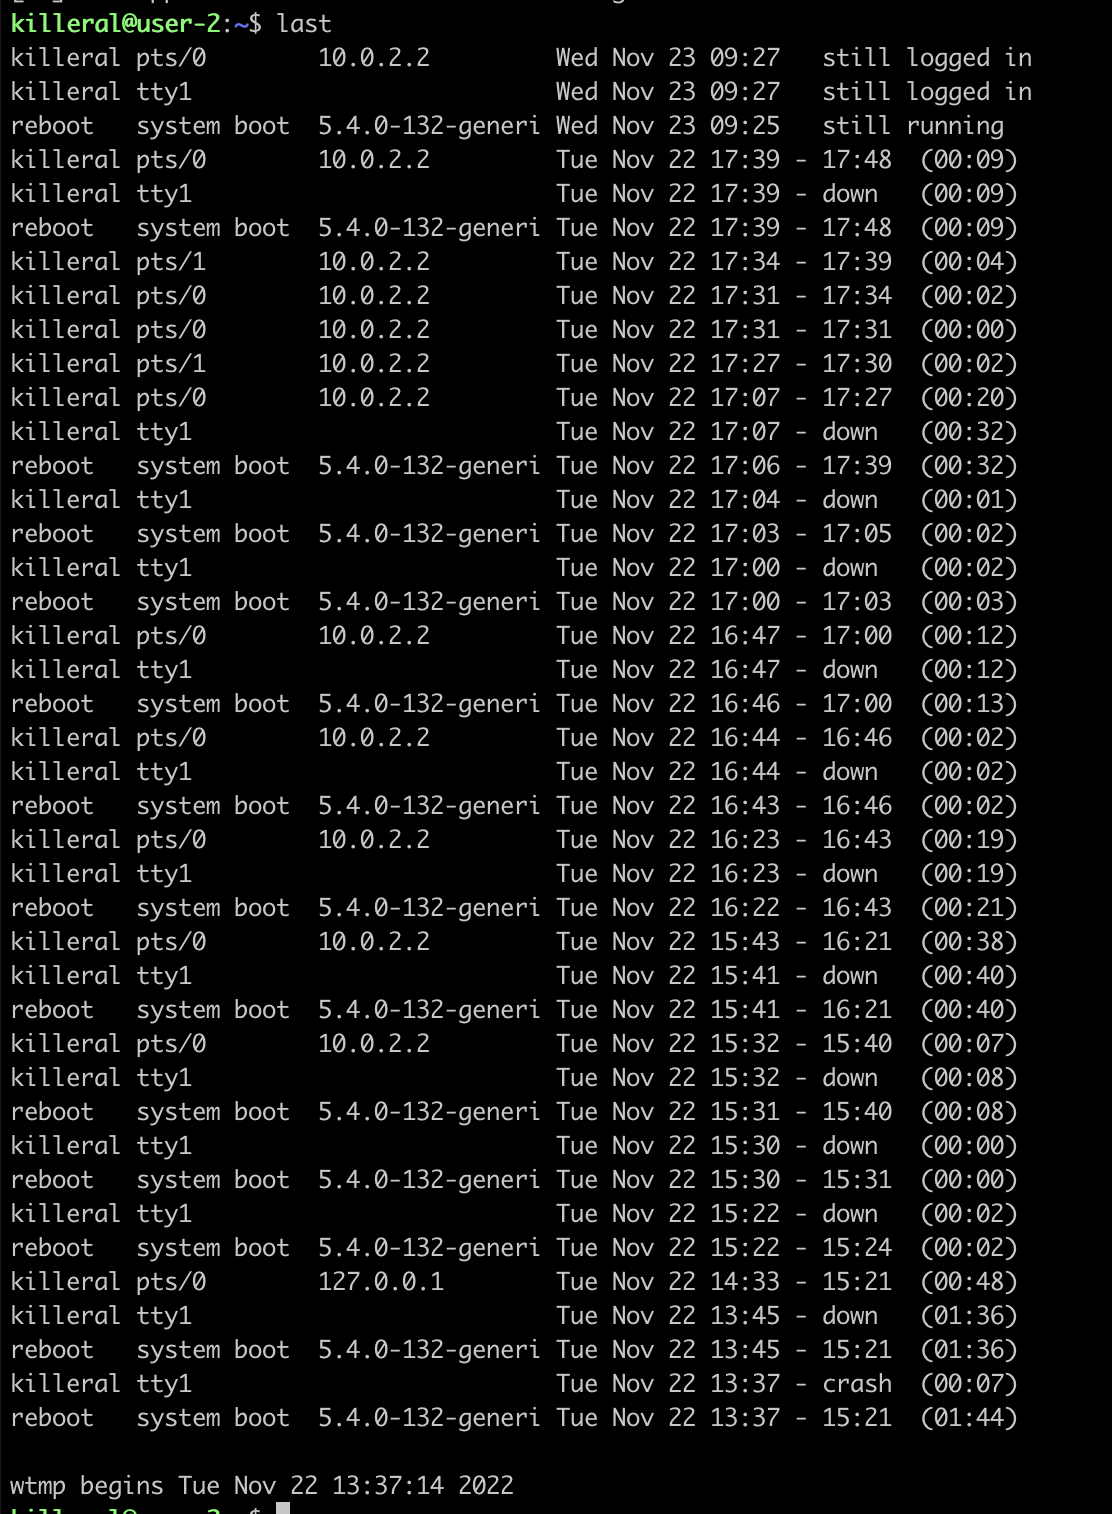 killeral@user-2:~$ last
killeral pts/0        10.0.2.2         Wed Nov 23 09:27   still logged in
killeral tty1                          Wed Nov 23 09:27   still logged in
reboot   system boot  5.4.0-132-generi Wed Nov 23 09:25   still running
killeral pts/0        10.0.2.2         Tue Nov 22 17:39 - 17:48  (00:09)
killeral tty1                          Tue Nov 22 17:39 - down   (00:09)
reboot   system boot  5.4.0-132-generi Tue Nov 22 17:39 - 17:48  (00:09)
killeral pts/1        10.0.2.2         Tue Nov 22 17:34 - 17:39  (00:04)
killeral pts/0        10.0.2.2         Tue Nov 22 17:31 - 17:34  (00:02)
killeral pts/0        10.0.2.2         Tue Nov 22 17:31 - 17:31  (00:00)
killeral pts/1        10.0.2.2         Tue Nov 22 17:27 - 17:30  (00:02)
killeral pts/0        10.0.2.2         Tue Nov 22 17:07 - 17:27  (00:20)
killeral tty1                          Tue Nov 22 17:07 - down   (00:32)
reboot   system boot  5.4.0-132-generi Tue Nov 22 17:06 - 17:39  (00:32)
killeral tty1                          Tue Nov 22 17:04 - down   (00:01)
reboot   system boot  5.4.0-132-generi Tue Nov 22 17:03 - 17:05  (00:02)
killeral tty1                          Tue Nov 22 17:00 - down   (00:02)
reboot   system boot  5.4.0-132-generi Tue Nov 22 17:00 - 17:03  (00:03)
killeral pts/0        10.0.2.2         Tue Nov 22 16:47 - 17:00  (00:12)
killeral tty1                          Tue Nov 22 16:47 - down   (00:12)
reboot   system boot  5.4.0-132-generi Tue Nov 22 16:46 - 17:00  (00:13)
killeral pts/0        10.0.2.2         Tue Nov 22 16:44 - 16:46  (00:02)
killeral tty1                          Tue Nov 22 16:44 - down   (00:02)
reboot   system boot  5.4.0-132-generi Tue Nov 22 16:43 - 16:46  (00:02)
killeral pts/0        10.0.2.2         Tue Nov 22 16:23 - 16:43  (00:19)
killeral tty1                          Tue Nov 22 16:23 - down   (00:19)
reboot   system boot  5.4.0-132-generi Tue Nov 22 16:22 - 16:43  (00:21)
killeral pts/0        10.0.2.2         Tue Nov 22 15:43 - 16:21  (00:38)
killeral tty1                          Tue Nov 22 15:41 - down   (00:40)
reboot   system boot  5.4.0-132-generi Tue Nov 22 15:41 - 16:21  (00:40)
killeral pts/0        10.0.2.2         Tue Nov 22 15:32 - 15:40  (00:07)
killeral tty1                          Tue Nov 22 15:32 - down   (00:08)
reboot   system boot  5.4.0-132-generi Tue Nov 22 15:31 - 15:40  (00:08)
killeral tty1                          Tue Nov 22 15:30 - down   (00:00)
reboot   system boot  5.4.0-132-generi Tue Nov 22 15:30 - 15:31  (00:00)
killeral tty1                          Tue Nov 22 15:22 - down   (00:02)
reboot   system boot  5.4.0-132-generi Tue Nov 22 15:22 - 15:24  (00:02)
killeral pts/0        127.0.0.1        Tue Nov 22 14:33 - 15:21  (00:48)
killeral tty1                          Tue Nov 22 13:45 - down   (01:36)
reboot   system boot  5.4.0-132-generi Tue Nov 22 13:45 - 15:21  (01:36)
killeral tty1                          Tue Nov 22 13:37 - crash  (00:07)
reboot   system boot  5.4.0-132-generi Tue Nov 22 13:37 - 15:21  (01:44)
wtmp begins Tue Nov 22 13:37:14 2022